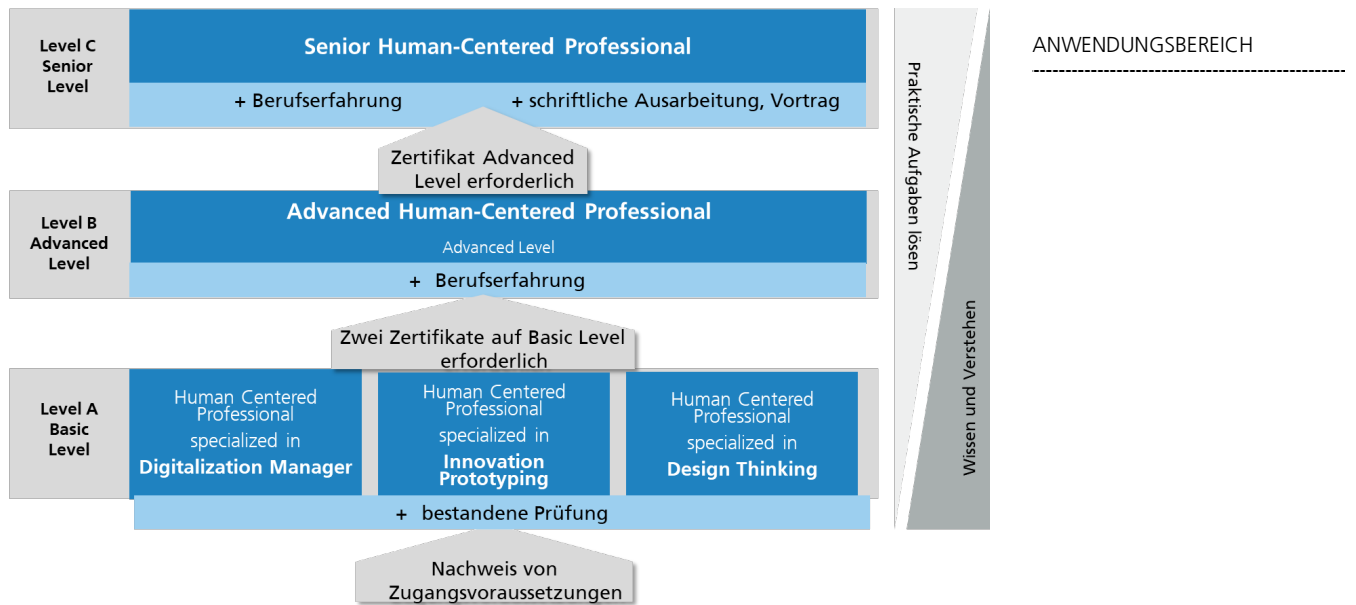 Level C
Senior
Level
Senior Human-Centered Professional
+ Berufserfahrung
+ schriftliche Ausarbeitung, Vortrag
Zertifikat Advanced
Level erforderlich
Level B
Advanced
Level
Advanced Human-Centered Professional
Advanced Level
+ Berufserfahrung
Zwei Zertifikate auf Basic Level
erforderlich
Level A
Basic
Level
Human Centered
Professional
specialized in
Digitalization Manager
Human Centered
Professional
specialized in
Innovation
Prototyping
Human Centered
Professional
specialized in
Design Thinking
+ bestandene Prüfung
Nachweis von
Zugangsvoraussetzungen
Praktische Aufgaben lösen
Wissen und Verstehen
ANWENDUNGSBEREICH